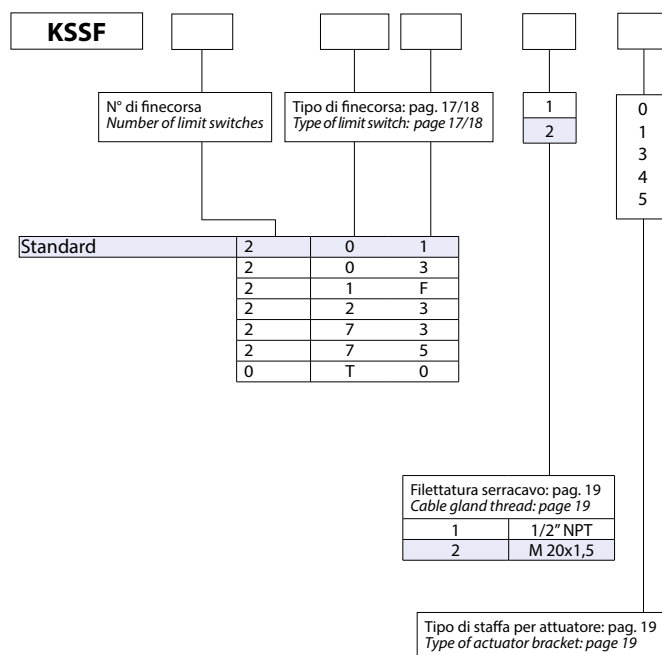 KSSF
N° di finecorsa
Number of limit switches
Tipo di finecorsa: pag. 17/18
Type of limit switch: page 17/18
1
2
0
1
3
4
5
Standard 2 0 1
2 0 3
2 1 F
2 2 3
2 7 3
2 7 5
0 T 0
Filettatura serracavo: pag. 19
Cable gland thread: page 19
1 1/2” NPT
2 M 20x1,5
Tipo di staffa per attuatore: pag. 19
Type of actuator bracket: page 19